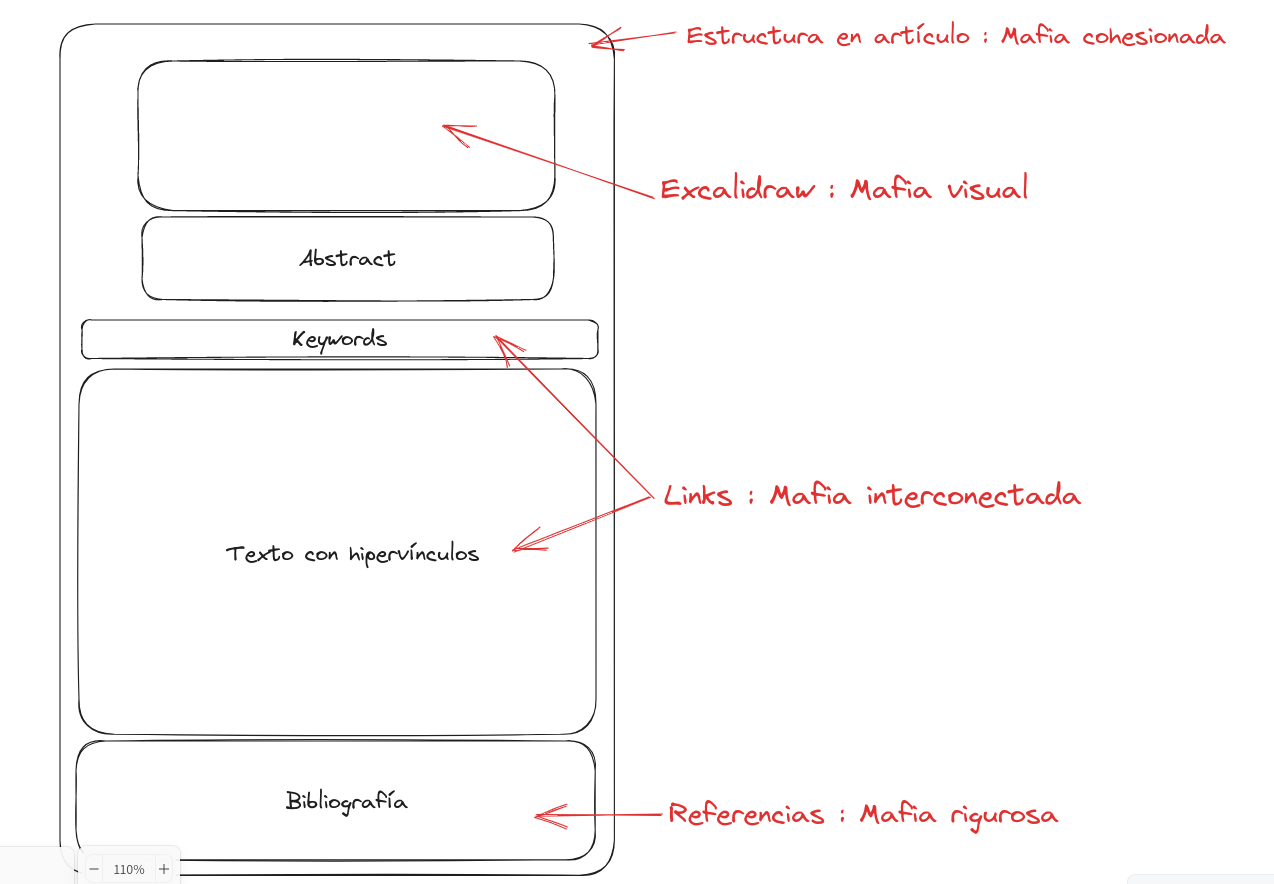 Estructura en artículo : Mafia cohesionada
Excalidraw : Mafia visual
Abstract
Keywords
Links : Mafia interconectada
Texto con hipervínculos
Bibliografía
Referencias : Mafia rigurosa
110%